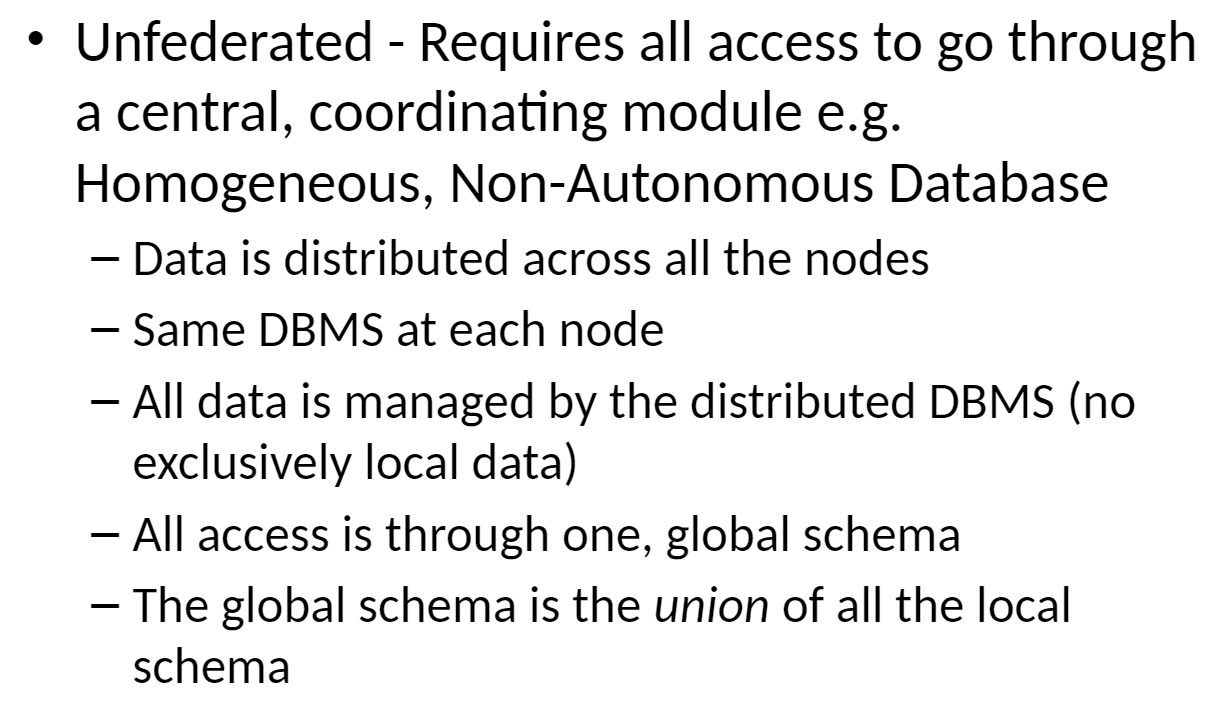 • Unfederated - Requires all access to go through
a central, coordinating module e.g.
Homogeneous, Non-Autonomous Database
– Data is distributed across all the nodes
– Same DBMS at each node
– All data is managed by the distributed DBMS (no
exclusively local data)
– All access is through one, global schema
– The global schema is the union of all the local
schema